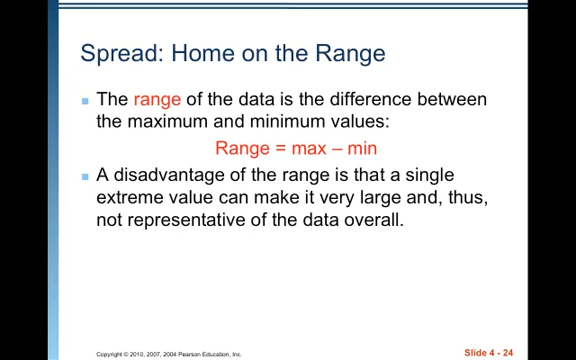 Spread: Home on the Range
The range of the data is the difference between
the maximum and minimum values:
Range = max – min
A disadvantage of the range is that a single
extreme value can make it very large and, thus,
not representative of the data overall.
Copyright © 2010, 2007, 2004 Pearson Education, Inc.
Slide 4 - 24